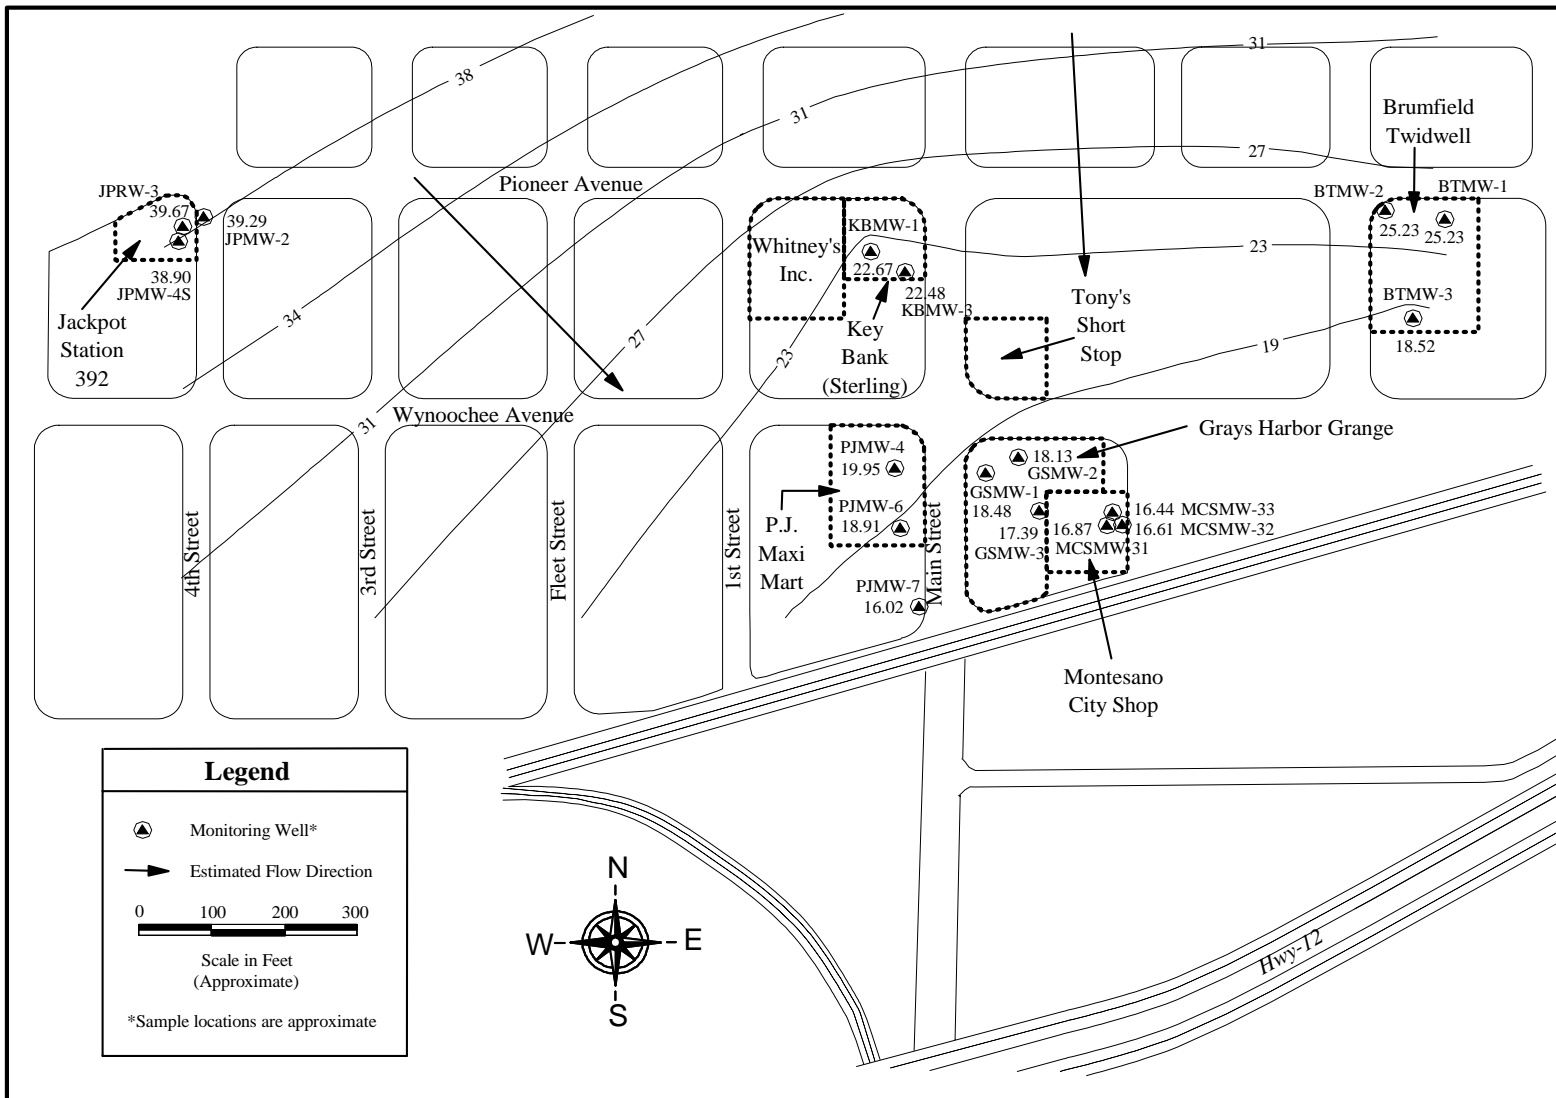 38
31
31
27
Brumfield
Twidwell
Pioneer Avenue
JPRW-3
39.67
39.29
JPMW-2
38.90
JPMW-4S
Jackpot
Station
392
34
31
27
23
23
19
Whitney's
Inc.
KBMW-1
22.67
22.48
KBMW-3
Key
Bank
(Sterling)
Tony's
Short
Stop
BTMW-2
BTMW-1
25.23
25.23
BTMW-3
18.52
Wynoochee Avenue
Grays Harbor Grange
PJMW-4
19.95
PJMW-6
18.91
P.J.
Maxi
Mart
PJMW-7
16.02
18.13
GSMW-2
GSMW-1
18.48
17.39
GSMW-3
16.87
MCSMW-31
16.44 MCSMW-33
16.61 MCSMW-32
4th Street
3rd Street
Fleet Street
1st Street
Main Street
Montesano
City Shop
Hwy-12
Legend
Monitoring Well*
Estimated Flow Direction
0 100 200 300
Scale in Feet
(Approximate)
*Sample locations are approximate
N
W E
S